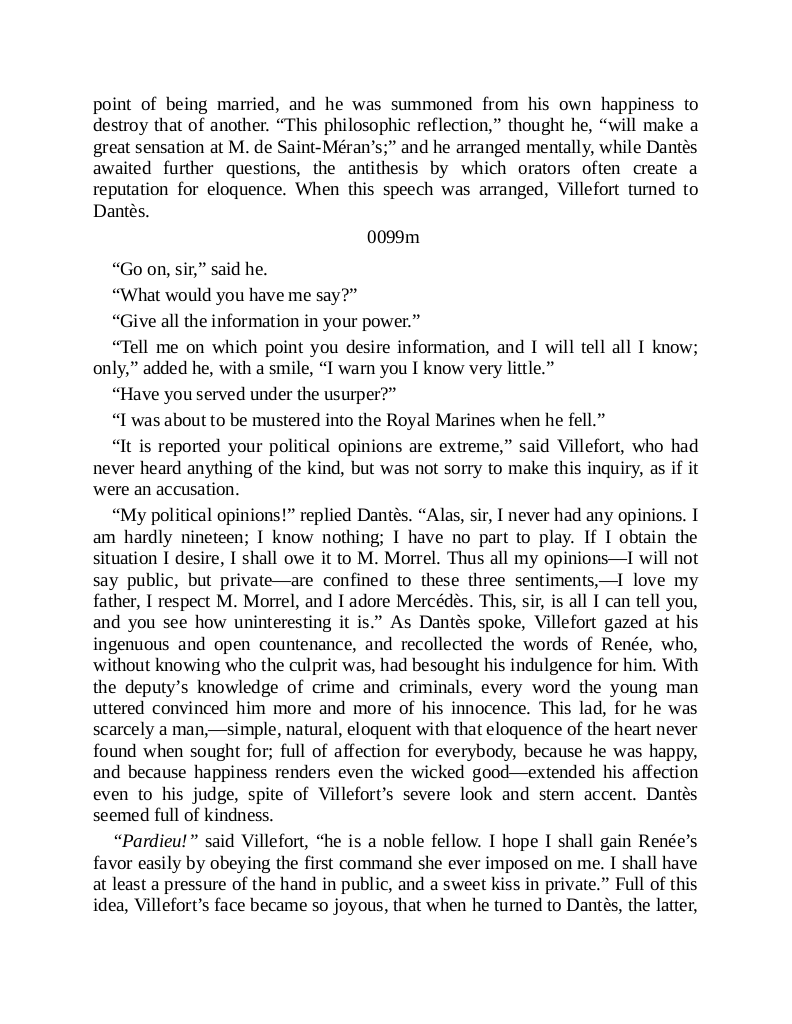 point of being married, and he was summoned from his own happiness to
destroy that of another. “This philosophic reflection,” thought he, “will make a
great sensation at M. de Saint-Méran’s;” and he arranged mentally, while Dantès
awaited further questions, the antithesis by which orators often create a
reputation for eloquence. When this speech was arranged, Villefort turned to
Dantès.
0099m
“Go on, sir,” said he.
“What would you have me say?”
“Give all the information in your power.”
“Tell me on which point you desire information, and I will tell all I know;
only,” added he, with a smile, “I warn you I know very little.”
“Have you served under the usurper?”
“I was about to be mustered into the Royal Marines when he fell.”
“It is reported your political opinions are extreme,” said Villefort, who had
never heard anything of the kind, but was not sorry to make this inquiry, as if it
were an accusation.
“My political opinions!” replied Dantès. “Alas, sir, I never had any opinions. I
am hardly nineteen; I know nothing; I have no part to play. If I obtain the
situation I desire, I shall owe it to M. Morrel. Thus all my opinions—I will not
say public, but private—are confined to these three sentiments,—I love my
father, I respect M. Morrel, and I adore Mercédès. This, sir, is all I can tell you,
and you see how uninteresting it is.” As Dantès spoke, Villefort gazed at his
ingenuous and open countenance, and recollected the words of Renée, who,
without knowing who the culprit was, had besought his indulgence for him. With
the deputy’s knowledge of crime and criminals, every word the young man
uttered convinced him more and more of his innocence. This lad, for he was
scarcely a man,—simple, natural, eloquent with that eloquence of the heart never
found when sought for; full of affection for everybody, because he was happy,
and because happiness renders even the wicked good—extended his affection
even to his judge, spite of Villefort’s severe look and stern accent. Dantès
seemed full of kindness.
“Pardieu!” said Villefort, “he is a noble fellow. I hope I shall gain Renée’s
favor easily by obeying the first command she ever imposed on me. I shall have
at least a pressure of the hand in public, and a sweet kiss in private.” Full of this
idea, Villefort’s face became so joyous, that when he turned to Dantès, the latter,